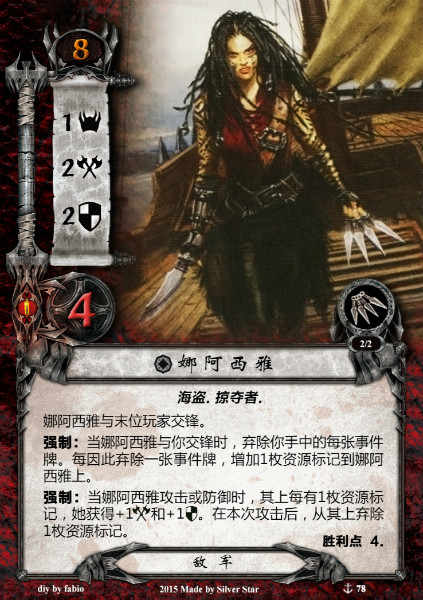 8
1
2
2
4
2/2
娜阿西雅
海盗. 掠夺者.
娜阿西雅与末位玩家交锋。
强制：当娜阿西雅与你交锋时，弃除你手中的每张事件
牌。每因此弃除一张事件牌，增加1枚资源标记到娜阿
西雅上。
强制：当娜阿西雅攻击或防御时，其上每有1枚资源标
记，她获得+1和+1。在本次攻击后，从其上弃除
1枚资源标记。
胜利点 4.
敌军
diy by fabio
2015 Made by Silver Star
78